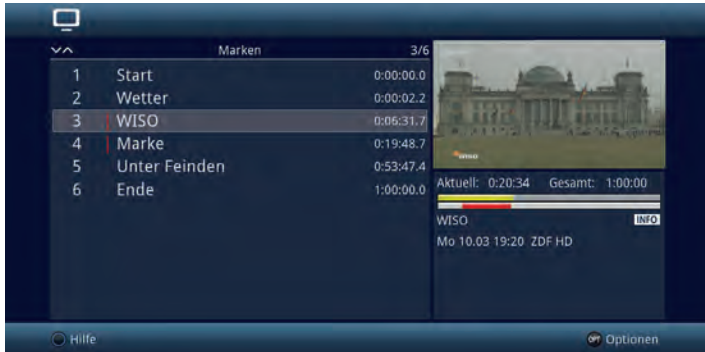 Marken 3/6
1 Start 0:00:00.0
2 Wetter 0:00:02.2
3 WISO 0:06:31.7
4 Marke 0:19:48.7
5 Unter Feinden 0:53:47.4
6 Ende 1:00:00.0
WISO
Aktuell: 0:20:34 Gesamt: 1:00:00
WISO INFO
Mo 10.03 19:20 ZDF HD
Hilfe OPT Optionen